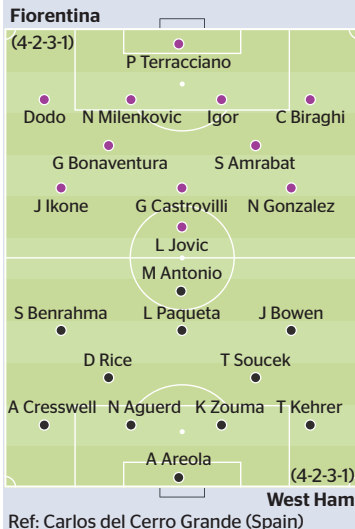 Fiorentina
(4-2-3-1)
P Terracciano
Dodo N Milenkovic Igor C Biraghi
G Bonaventura S Amrabat
J Ikone G Castrovilli N Gonzalez
L Jovic
M Antonio
S Benrahma L Paqueta J Bowen
D Rice T Soucek
A Cresswell N Aguerd K Zouma T Kehrer
A Areola
(4-2-3-1)
West Ham
Ref: Carlos del Cerro Grande (Spain)